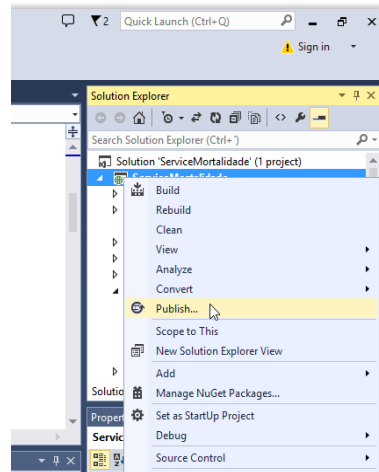 2 Quick Launch (Ctrl+Q)
Sign in
Solution Explorer
Search Solution Explorer (Ctrl+')
Solution 'ServiceMortalidade' (1 project)
ServiceMortalidade
Build
Rebuild
Clean
View
Analyze
Convert
Publish...
Scope to This
New Solution Explorer View
Add
Solutio
Manage NuGet Packages...
Proper
Set as StartUp Project
Servic
Debug
Source Control